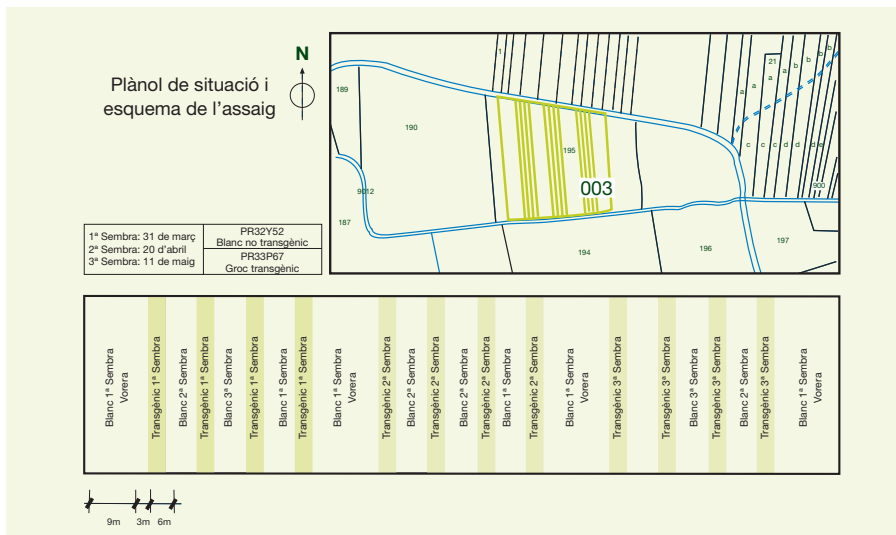 Plànol de situació i
esquema de l'assaig
N
1ª Sembra: 31 de març
2ª Sembra: 20 d'abril
3ª Sembra: 11 de maig
PR32Y52
Blanc no transgènic
PR33P67
Groc transgènic
1
189
190
195
003
9012
187
194
196
197
900
21
a
a
a
a
b
b
b
b
c
c
c
d
d
d
e
Blanc 1ª Sembra
Vorera
Transgènic 1ª Sembra
Blanc 2ª Sembra
Transgènic 1ª Sembra
Blanc 3ª Sembra
Transgènic 1ª Sembra
Blanc 1ª Sembra
Transgènic 1ª Sembra
Blanc 1ª Sembra
Vorera
Transgènic 2ª Sembra
Blanc 2ª Sembra
Transgènic 2ª Sembra
Blanc 2ª Sembra
Transgènic 2ª Sembra
Blanc 1ª Sembra
Transgènic 2ª Sembra
Blanc 1ª Sembra
Vorera
Transgènic 3ª Sembra
Transgènic 3ª Sembra
Blanc 3ª Sembra
Transgènic 3ª Sembra
Blanc 2ª Sembra
Transgènic 3ª Sembra
Blanc 1ª Sembra
Vorera
9m
3m
6m